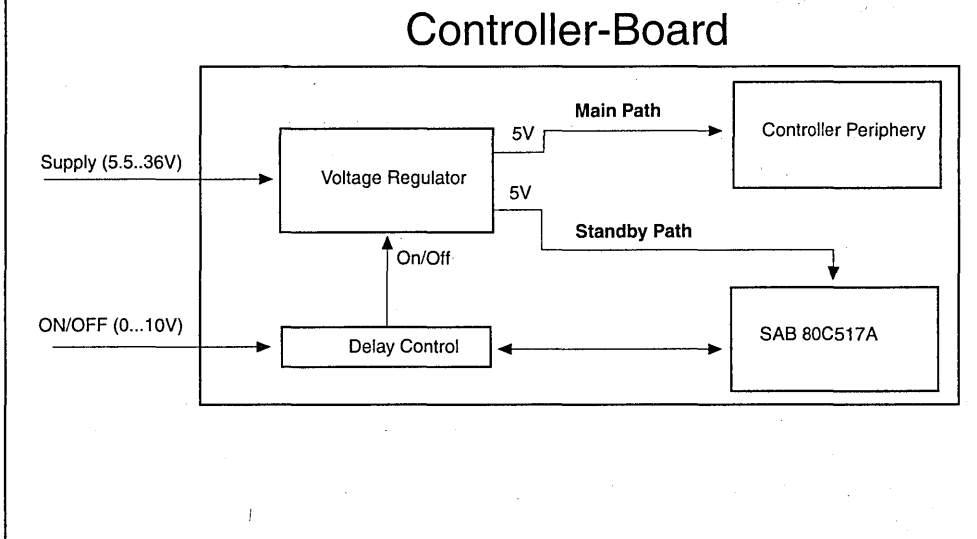 Controller-Board
Main Path
5V
Controller Periphery
Supply (5.5..36V)
Voltage Regulator
5V
Standby Path
On/Off
ON/OFF (0...10V)
Delay Control
SAB 80C517A